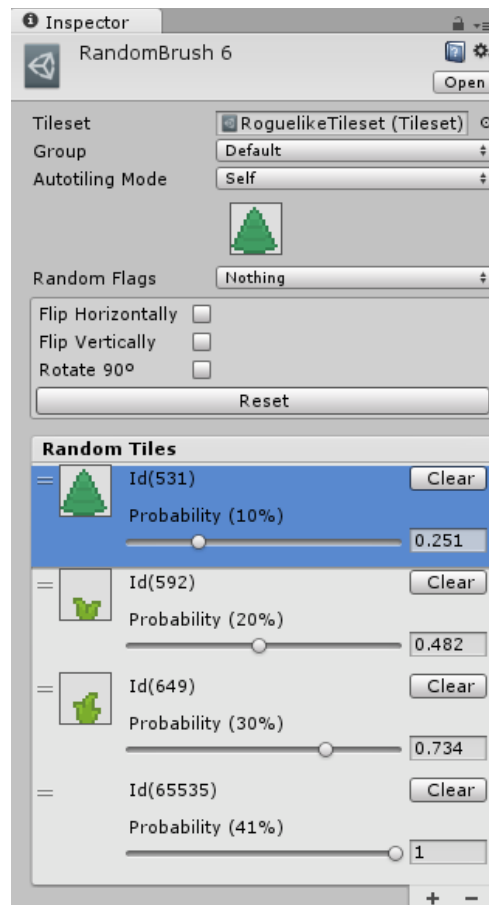 Inspector
RandomBrush 6
Open
Tileset RoguelikeTileset (Tileset)
Group Default
Autotiling Mode Self
Random Flags Nothing
Flip Horizontally
Flip Vertically
Rotate 90º
Reset
Random Tiles
Id(531) Clear
Probability (10%)
0.251
Id(592) Clear
Probability (20%)
0.482
Id(649) Clear
Probability (30%)
0.734
Id(65535) Clear
Probability (41%)
1
+ −